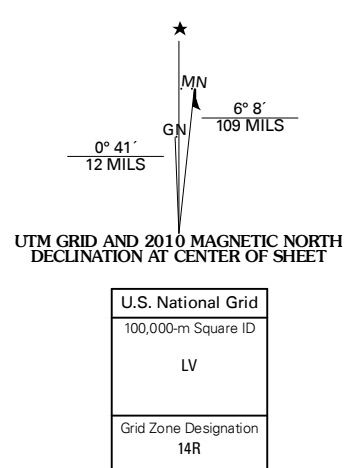 ★
MN
GN
6° 8´
109 MILS
0° 41´
12 MILS
UTM GRID AND 2010 MAGNETIC NORTH
DECLINATION AT CENTER OF SHEET
U.S. National Grid
100,000-m Square ID
LV
Grid Zone Designation
14R